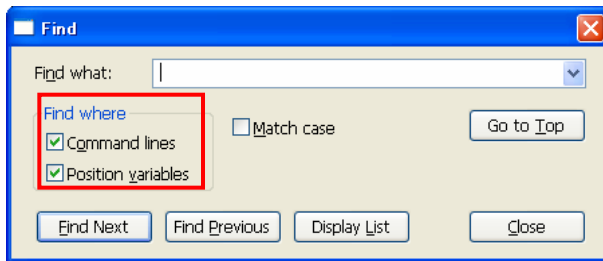 Find
Find what:
Find where
Command lines
Match case
Go to Top
Position variables
Find Next
Find Previous
Display List
Close